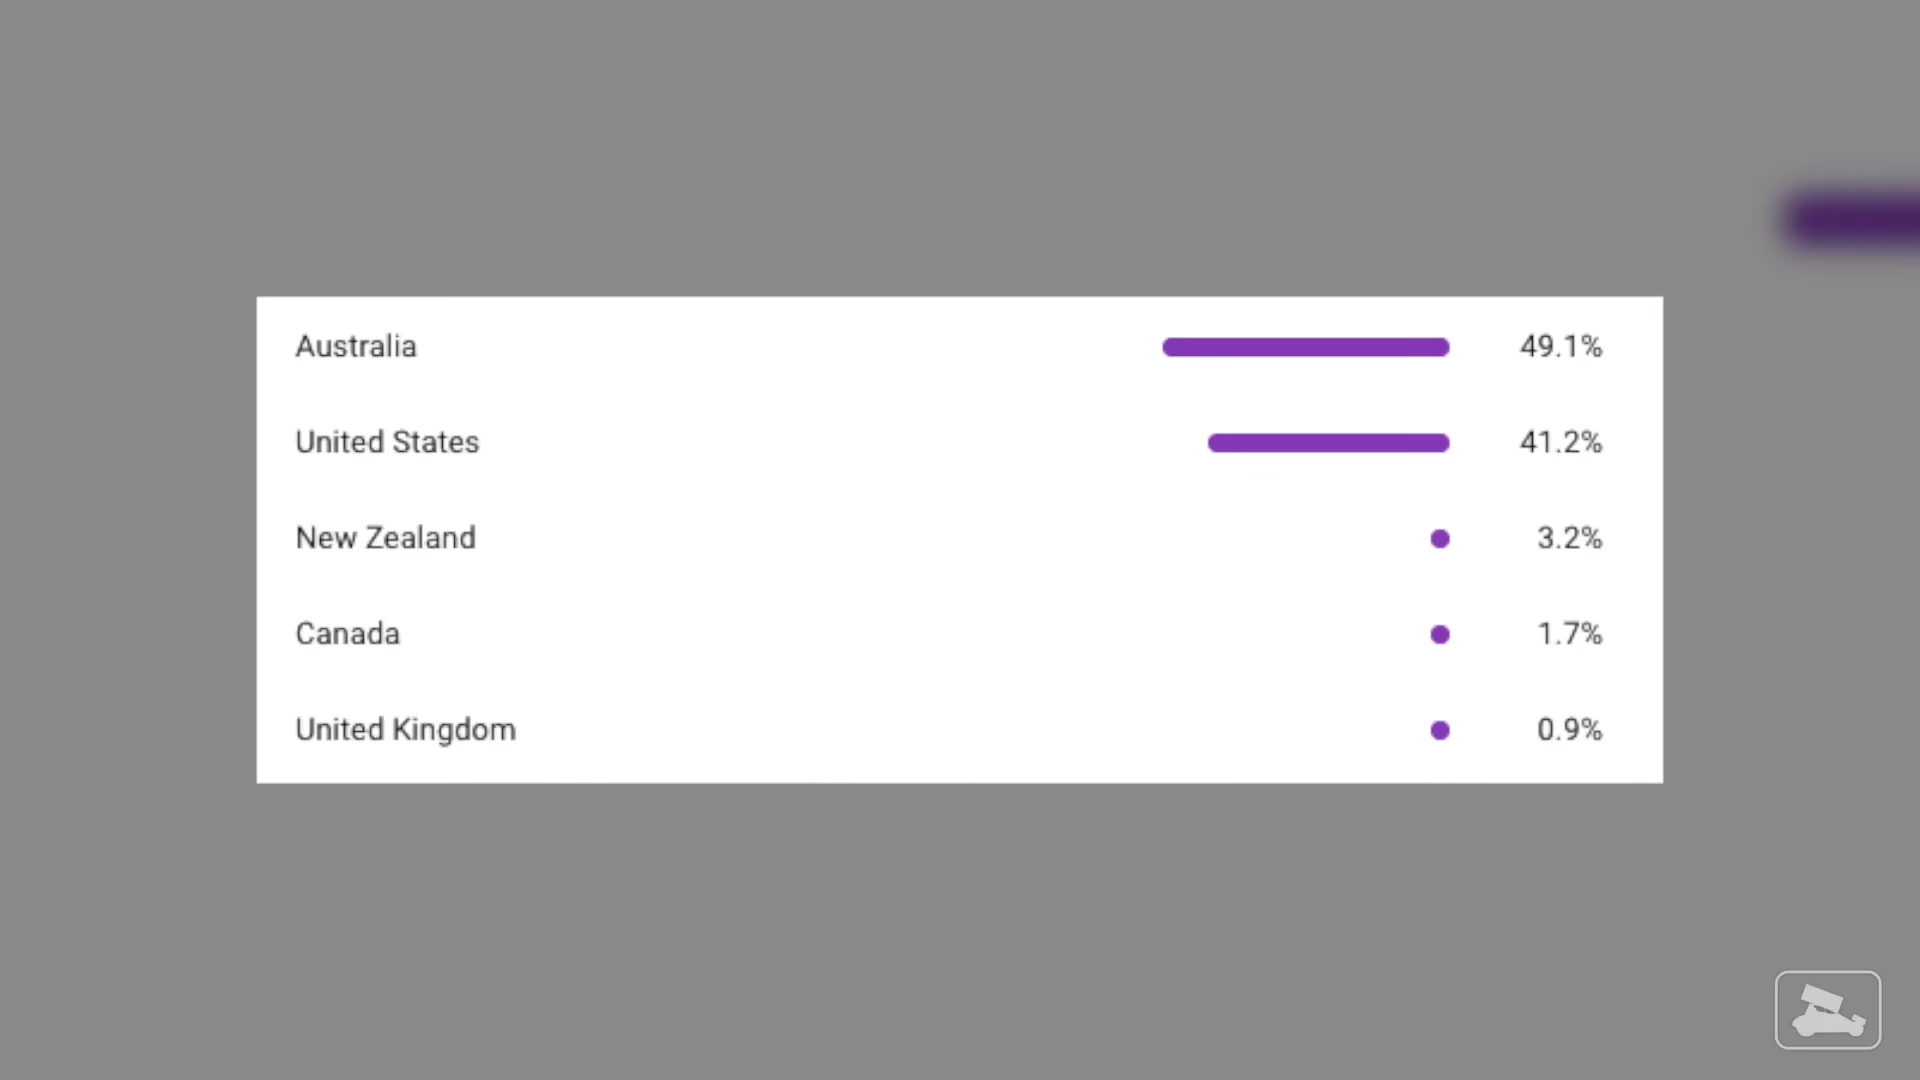 Australia 49.1%
United States 41.2%
New Zealand 3.2%
Canada 1.7%
United Kingdom 0.9%